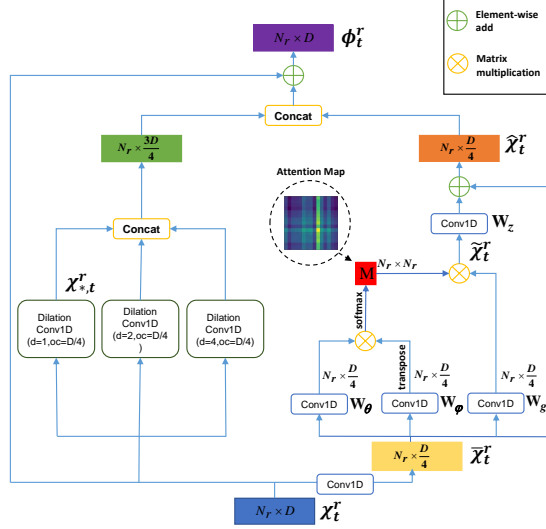 N_r × D
ϕ_t^r
Element-wise
add
Matrix
multiplication
Concat
N_r × 3D/4
N_r × D/4
χ̂_t^r
Attention Map
Conv1D
W_z
Concat
χ̃_t^r
χ_{*,t}^r
M
N_r × N_r
softmax
Dilation
Conv1D
(d=1,oc=D/4)
Dilation
Conv1D
(d=2,oc=D/4
)
Dilation
Conv1D
(d=4,oc=D/4)
transpose
N_r × D/4
N_r × D/4
N_r × D/4
Conv1D
W_θ
Conv1D
W_φ
Conv1D
W_g
N_r × D/4
χ̄_t^r
Conv1D
N_r × D
χ_t^r